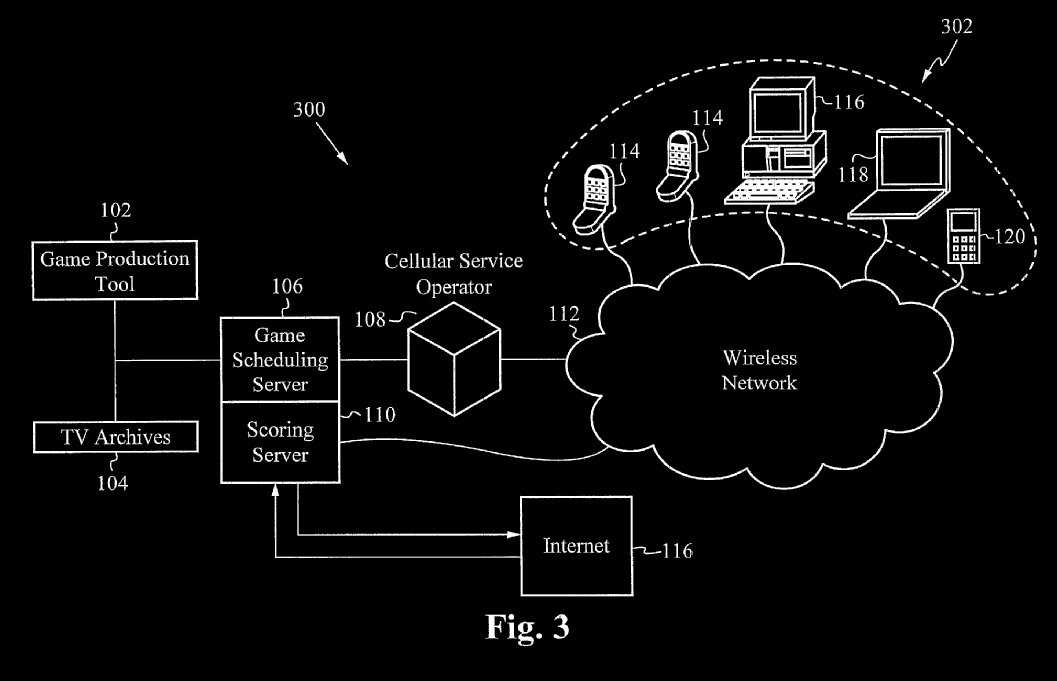 302
300
114
114
116
118
120
102
Game Production
Tool
106
Game
Scheduling
Server
Cellular Service
Operator
108
112
Wireless
Network
TV Archives
104
110
Scoring
Server
Internet
116
Fig. 3